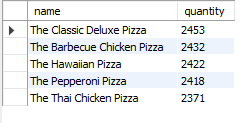 name quantity
The Classic Deluxe Pizza 2453
The Barbecue Chicken Pizza 2432
The Hawaiian Pizza 2422
The Pepperoni Pizza 2418
The Thai Chicken Pizza 2371